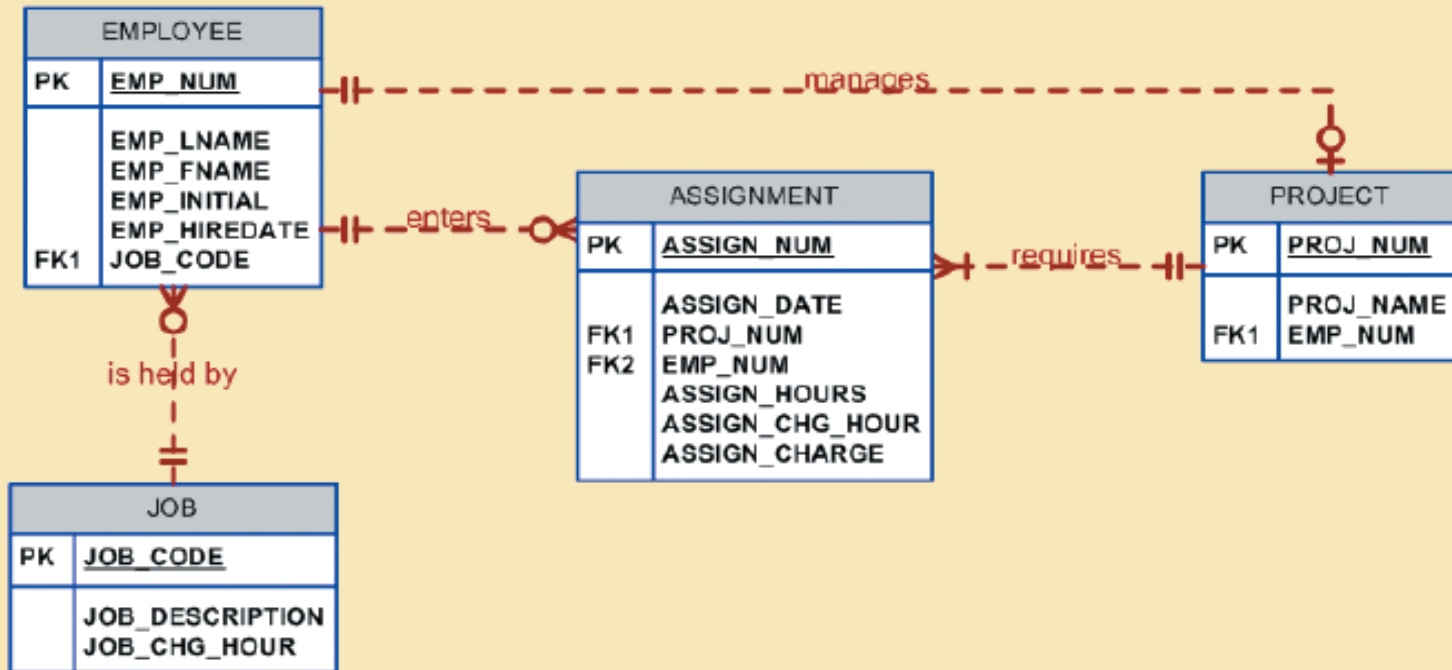 EMPLOYEE
PK EMP_NUM
EMP_LNAME
EMP_FNAME
EMP_INITIAL
EMP_HIREDATE
FK1 JOB_CODE
manages
enters
ASSIGNMENT
PK ASSIGN_NUM
ASSIGN_DATE
FK1 PROJ_NUM
FK2 EMP_NUM
ASSIGN_HOURS
ASSIGN_CHG_HOUR
ASSIGN_CHARGE
requires
PROJECT
PK PROJ_NUM
PROJ_NAME
FK1 EMP_NUM
is held by
JOB
PK JOB_CODE
JOB_DESCRIPTION
JOB_CHG_HOUR